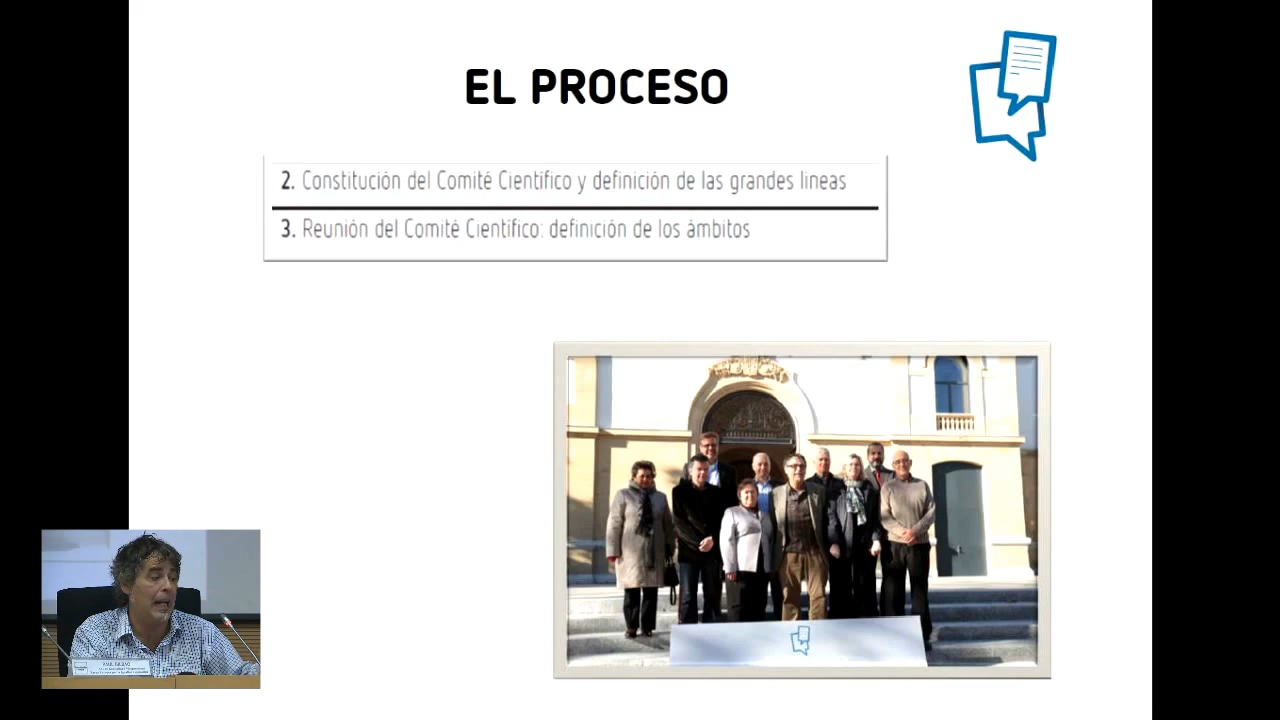 EL PROCESO
2. Constitución del Comité Científico y definición de las grandes lineas
3. Reunión del Comité Científico: definición de los ámbitos